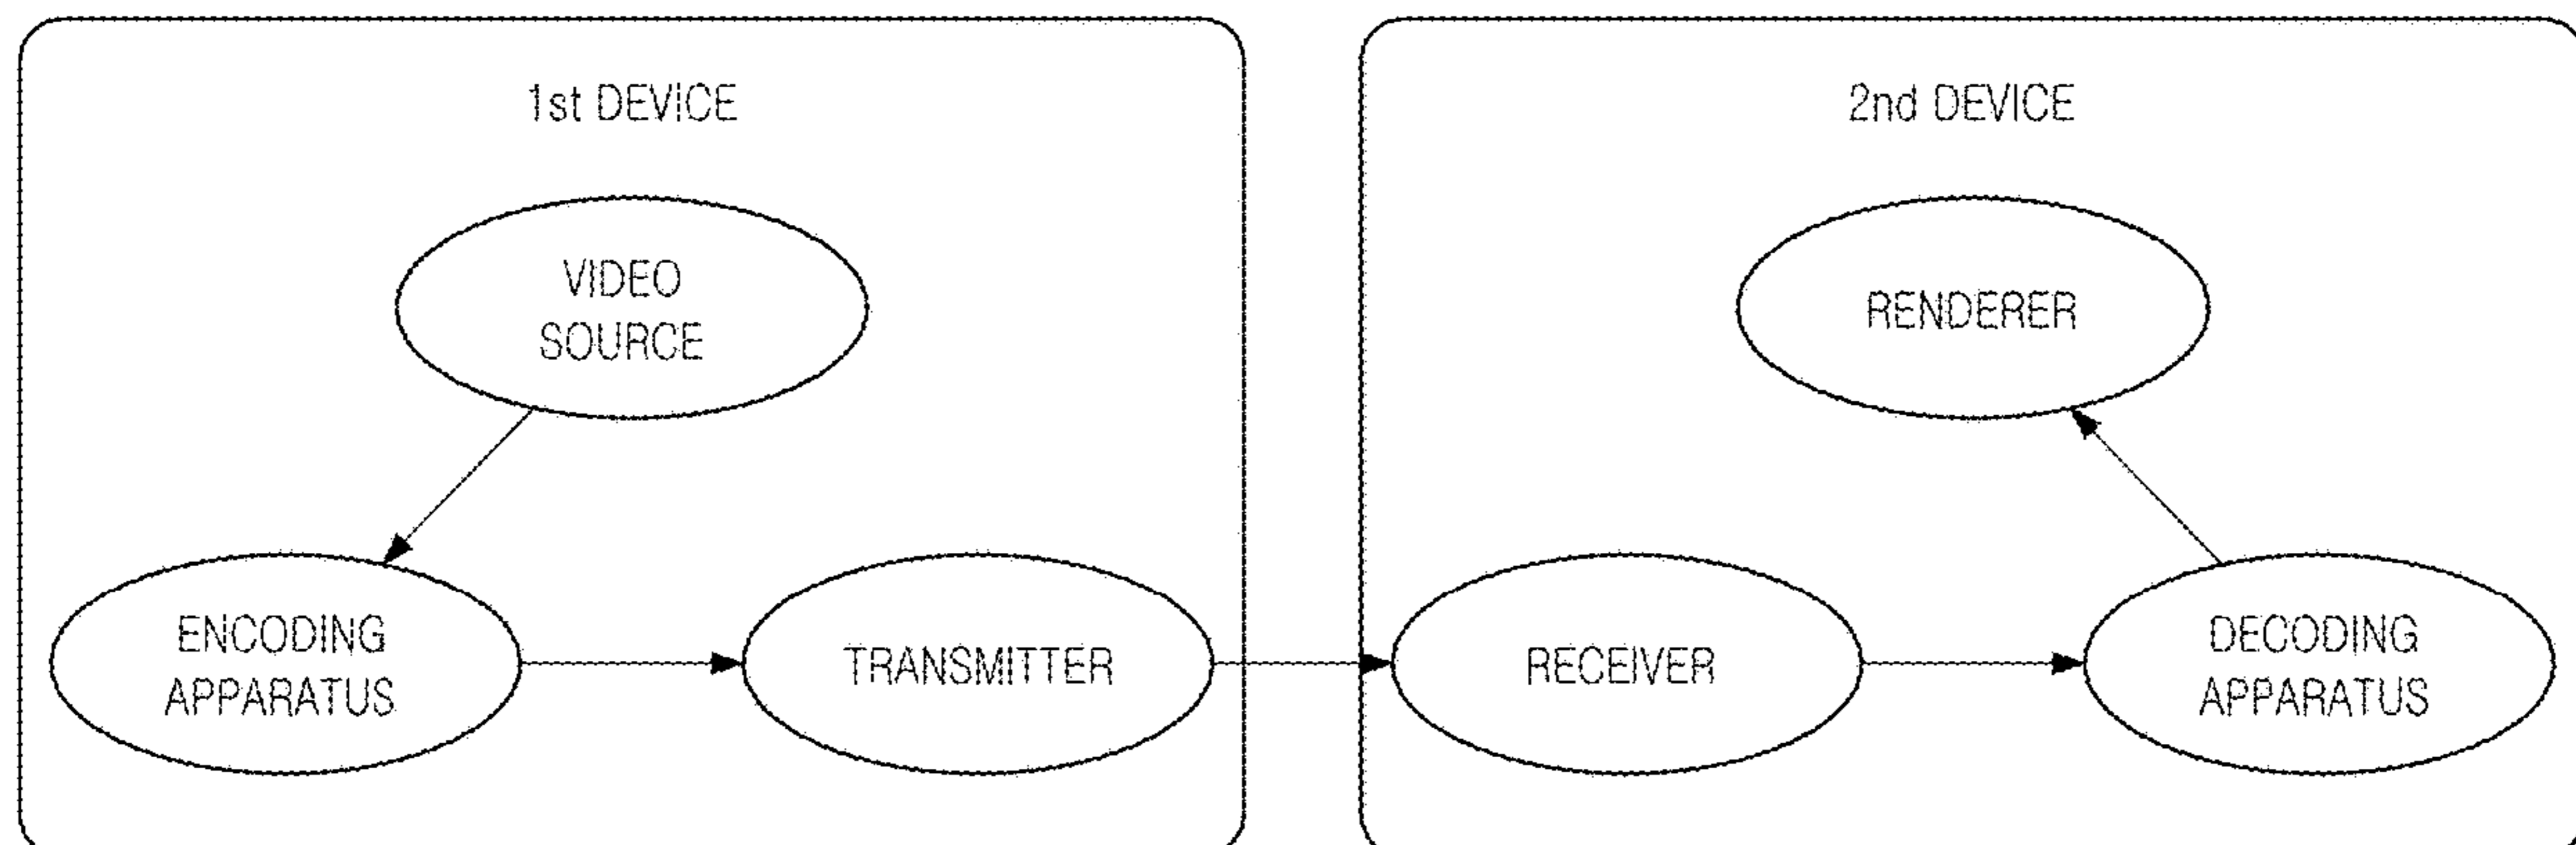 1st DEVICE
VIDEO
SOURCE
ENCODING
APPARATUS
TRANSMITTER
2nd DEVICE
RENDERER
RECEIVER
DECODING
APPARATUS